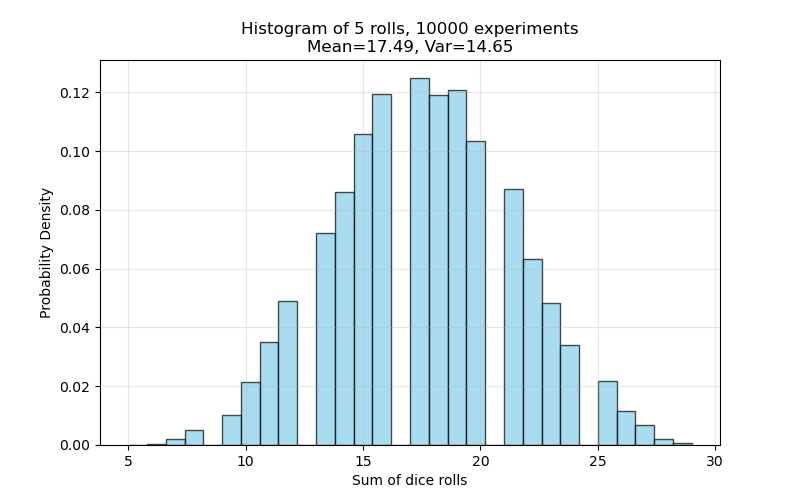 Histogram of 5 rolls, 10000 experiments
Mean=17.49, Var=14.65
Probability Density
0.12
0.10
0.08
0.06
0.04
0.02
0.00
5 10 15 20 25 30
Sum of dice rolls